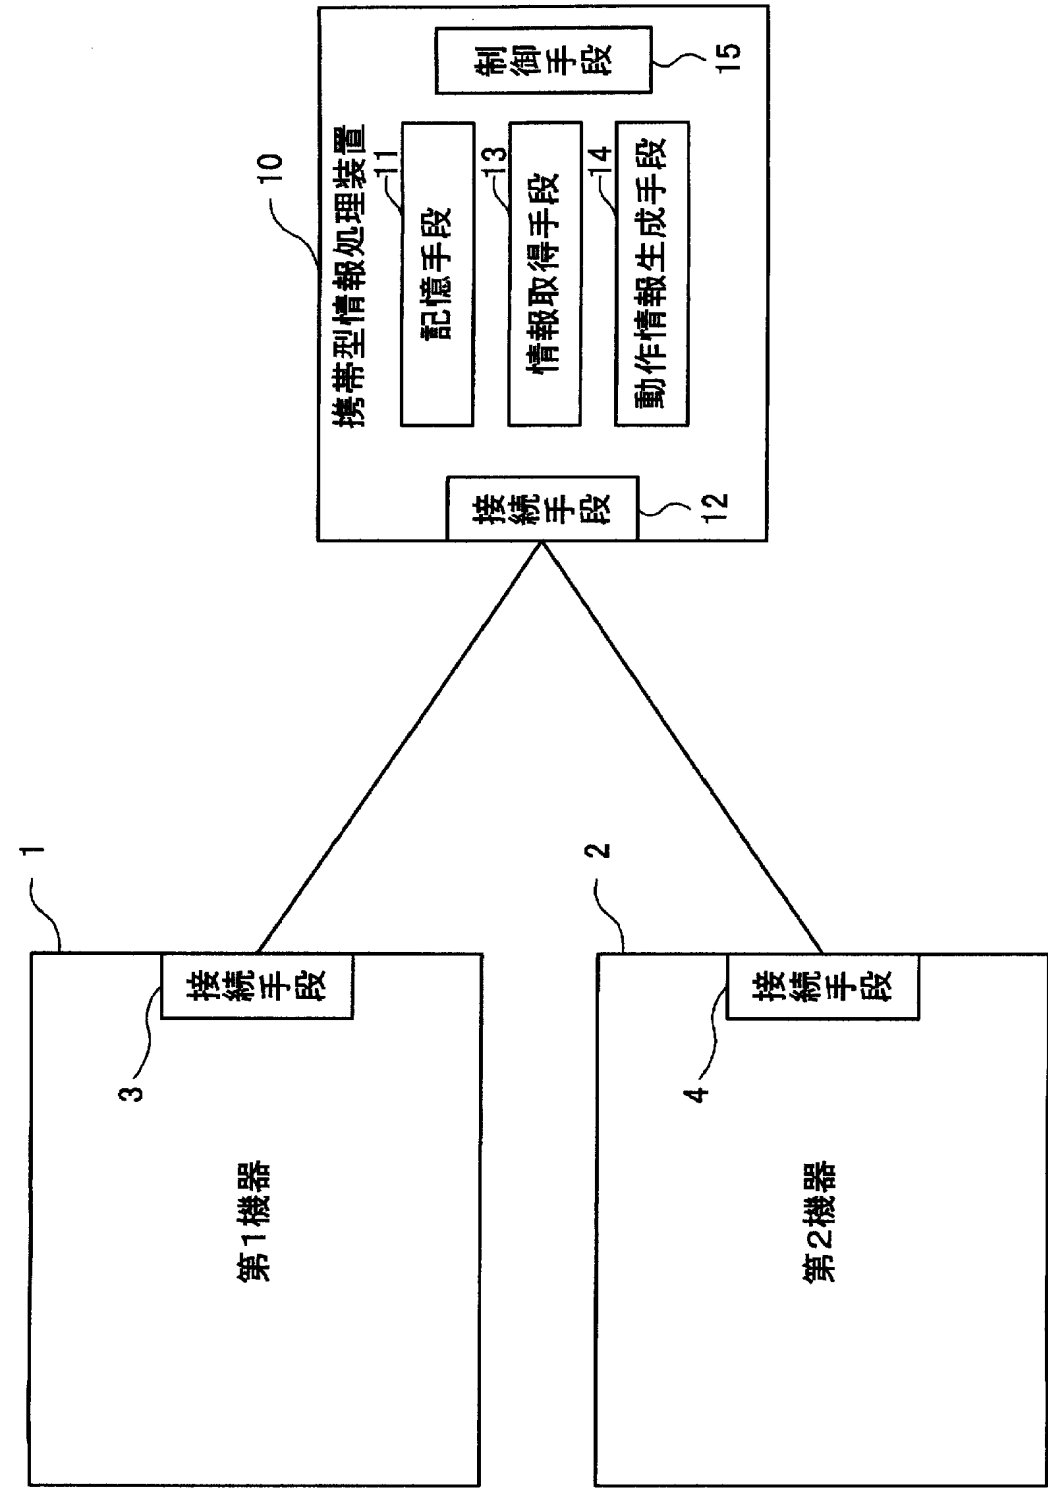 1
第1機器
3
接続手段
2
第2機器
4
接続手段
10
携帯型情報処理装置
11
記憶手段
13
情報取得手段
14
動作情報生成手段
接続手段
12
制御手段
15